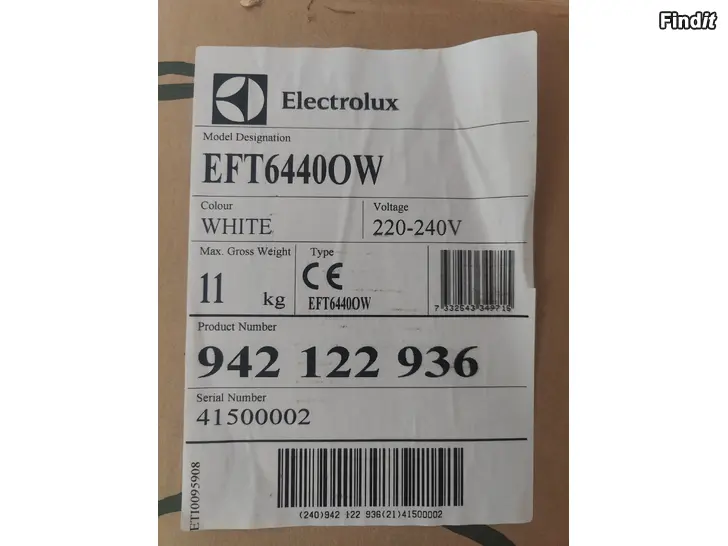 Findit
Electrolux
Model Designation
EFT6440OW
Colour
WHITE
Voltage
220-240V
Max. Gross Weight
11 kg
Type
CE
EFT6440OW
7 332543 349716
Product Number
942 122 936
Serial Number
41500002
ETI0095908
(240)942 122 936(21)41500002